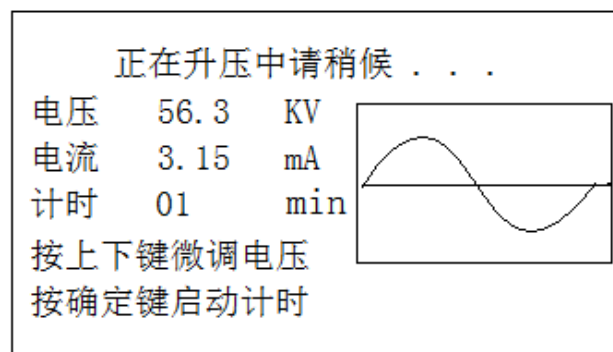 正在升压中请稍候 . . .
电压 56.3 KV
电流 3.15 mA
计时 01 min
按上下键微调电压
按确定键启动计时